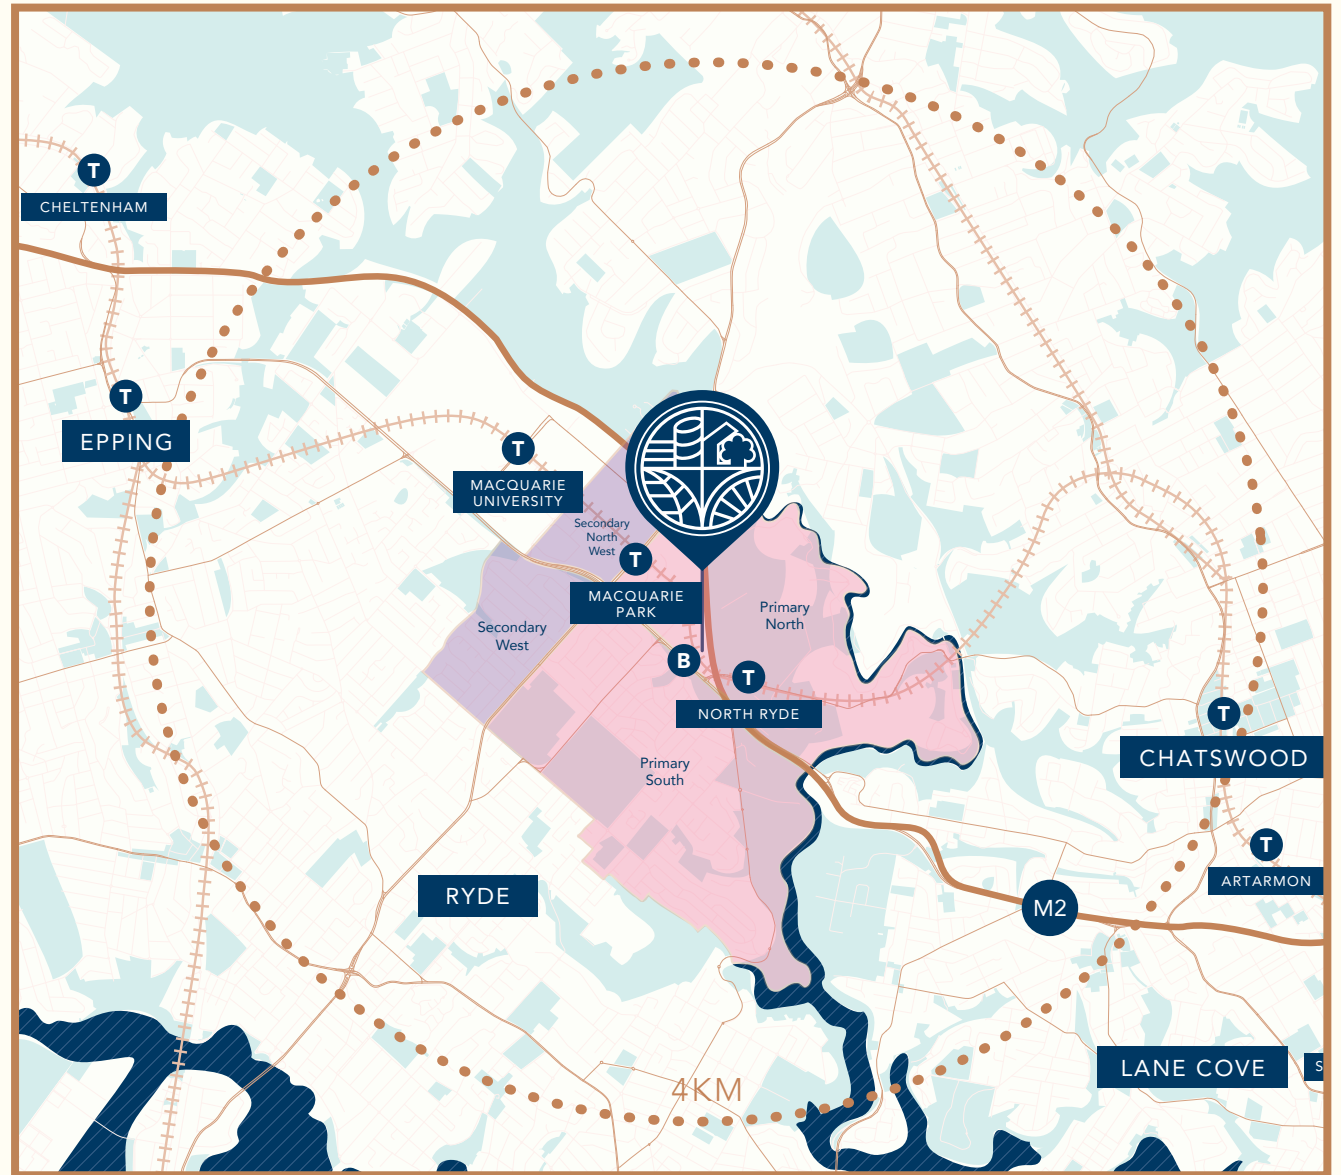 T
CHELTENHAM
T
EPPING
T
MACQUARIE
UNIVERSITY
Secondary
North
West
T
MACQUARIE
PARK
Primary
North
Secondary
West
B
T
NORTH RYDE
T
CHATSWOOD
Primary
South
T
ARTARMON
RYDE
M2
LANE COVE
S
4KM